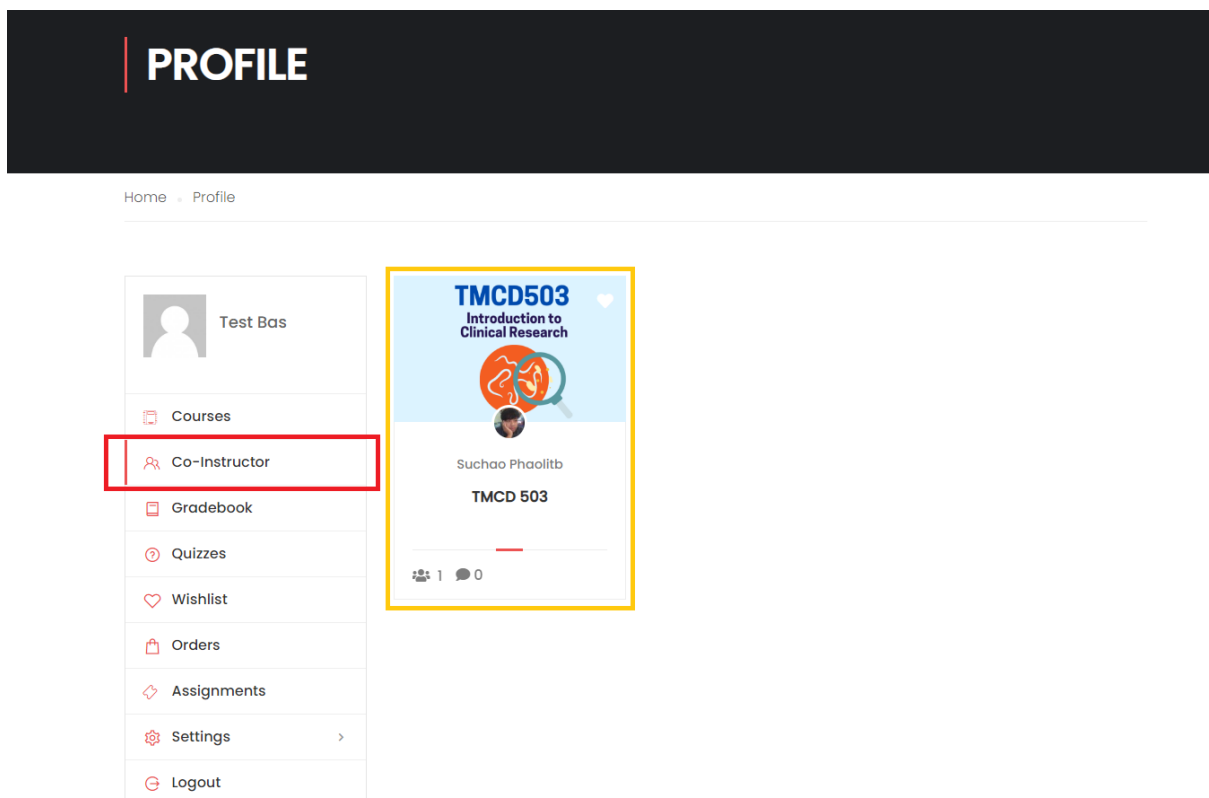 PROFILE
Home Profile
Test Bas
Courses
Co-Instructor
Gradebook
Quizzes
Wishlist
Orders
Assignments
Settings
Logout
TMCD503
Introduction to
Clinical Research
Suchao Phaolitb
TMCD 503
1 0